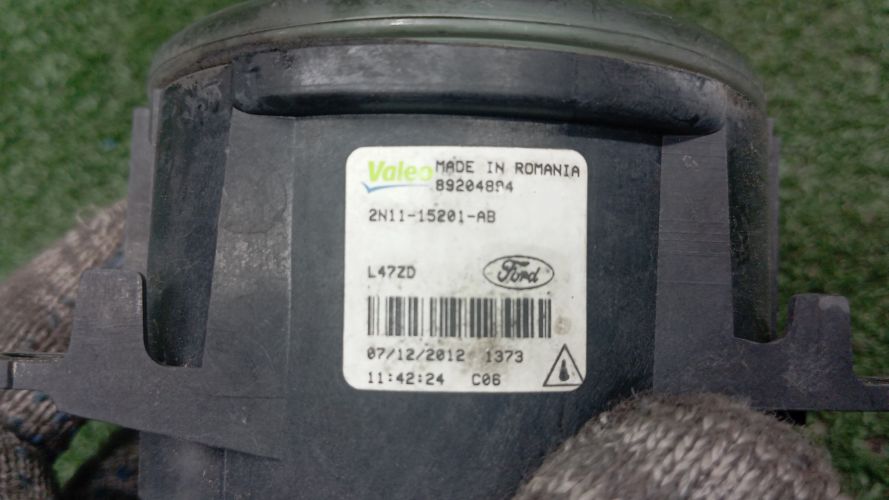 Valeo MADE IN ROMANIA
89204894
2N11-15201-AB
L47ZD Ford
07/12/2012 1373
11:42:24 C06